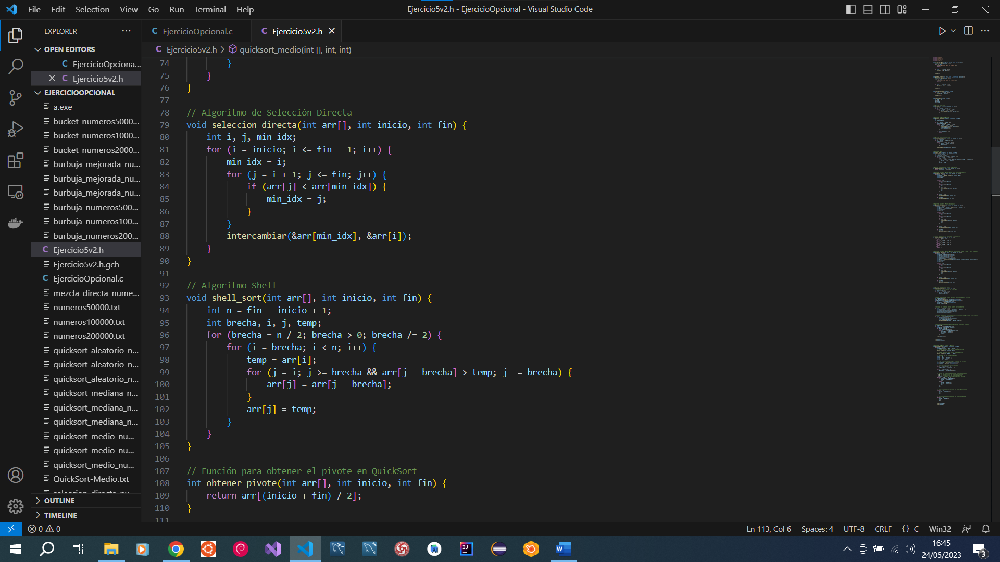 File Edit Selection View Go Run Terminal Help
Ejercicio5v2.h - EjercicioOpcional - Visual Studio Code
EXPLORER
OPEN EDITORS
C EjercicioOpciona...
C Ejercicio5v2.h
EJERCICIOOPCIONAL
a.exe
bucket_numeros5000...
bucket_numeros1000...
bucket_numeros2000...
burbuja_mejorada_nu...
burbuja_mejorada_nu...
burbuja_mejorada_nu...
burbuja_numeros500...
burbuja_numeros100...
burbuja_numeros200...
C Ejercicio5v2.h
Ejercicio5v2.h.gch
C EjercicioOpcional.c
mezcla_directa_nume...
numeros50000.txt
numeros100000.txt
numeros200000.txt
quicksort_aleatorio_n...
quicksort_aleatorio_n...
quicksort_aleatorio_n...
quicksort_mediana_n...
quicksort_mediana_n...
quicksort_mediana_n...
quicksort_medio_nu...
quicksort_medio_nu...
quicksort_medio_nu...
QuickSort-Medio.txt
seleccion_directa_nu...
OUTLINE
TIMELINE
C EjercicioOpcional.c
C Ejercicio5v2.h
C Ejercicio5v2.h > quicksort_medio(int [], int, int)
74 }
75 }
76 }
77
78 // Algoritmo de Selección Directa
79 void seleccion_directa(int arr[], int inicio, int fin) {
80 int i, j, min_idx;
81 for (i = inicio; i <= fin - 1; i++) {
82 min_idx = i;
83 for (j = i + 1; j <= fin; j++) {
84 if (arr[j] < arr[min_idx]) {
85 min_idx = j;
86 }
87 }
88 intercambiar(&arr[min_idx], &arr[i]);
89 }
90 }
91
92 // Algoritmo Shell
93 void shell_sort(int arr[], int inicio, int fin) {
94 int n = fin - inicio + 1;
95 int brecha, i, j, temp;
96 for (brecha = n / 2; brecha > 0; brecha /= 2) {
97 for (i = brecha; i < n; i++) {
98 temp = arr[i];
99 for (j = i; j >= brecha && arr[j - brecha] > temp; j -= brecha) {
100 arr[j] = arr[j - brecha];
101 }
102 arr[j] = temp;
103 }
104 }
105 }
106
107 // Función para obtener el pivote en QuickSort
108 int obtener_pivote(int arr[], int inicio, int fin) {
109 return arr[(inicio + fin) / 2];
110 }
111
0 0
Ln 113, Col 6 Spaces: 4 UTF-8 CRLF {} C Win32
16:45
24/05/2023
3